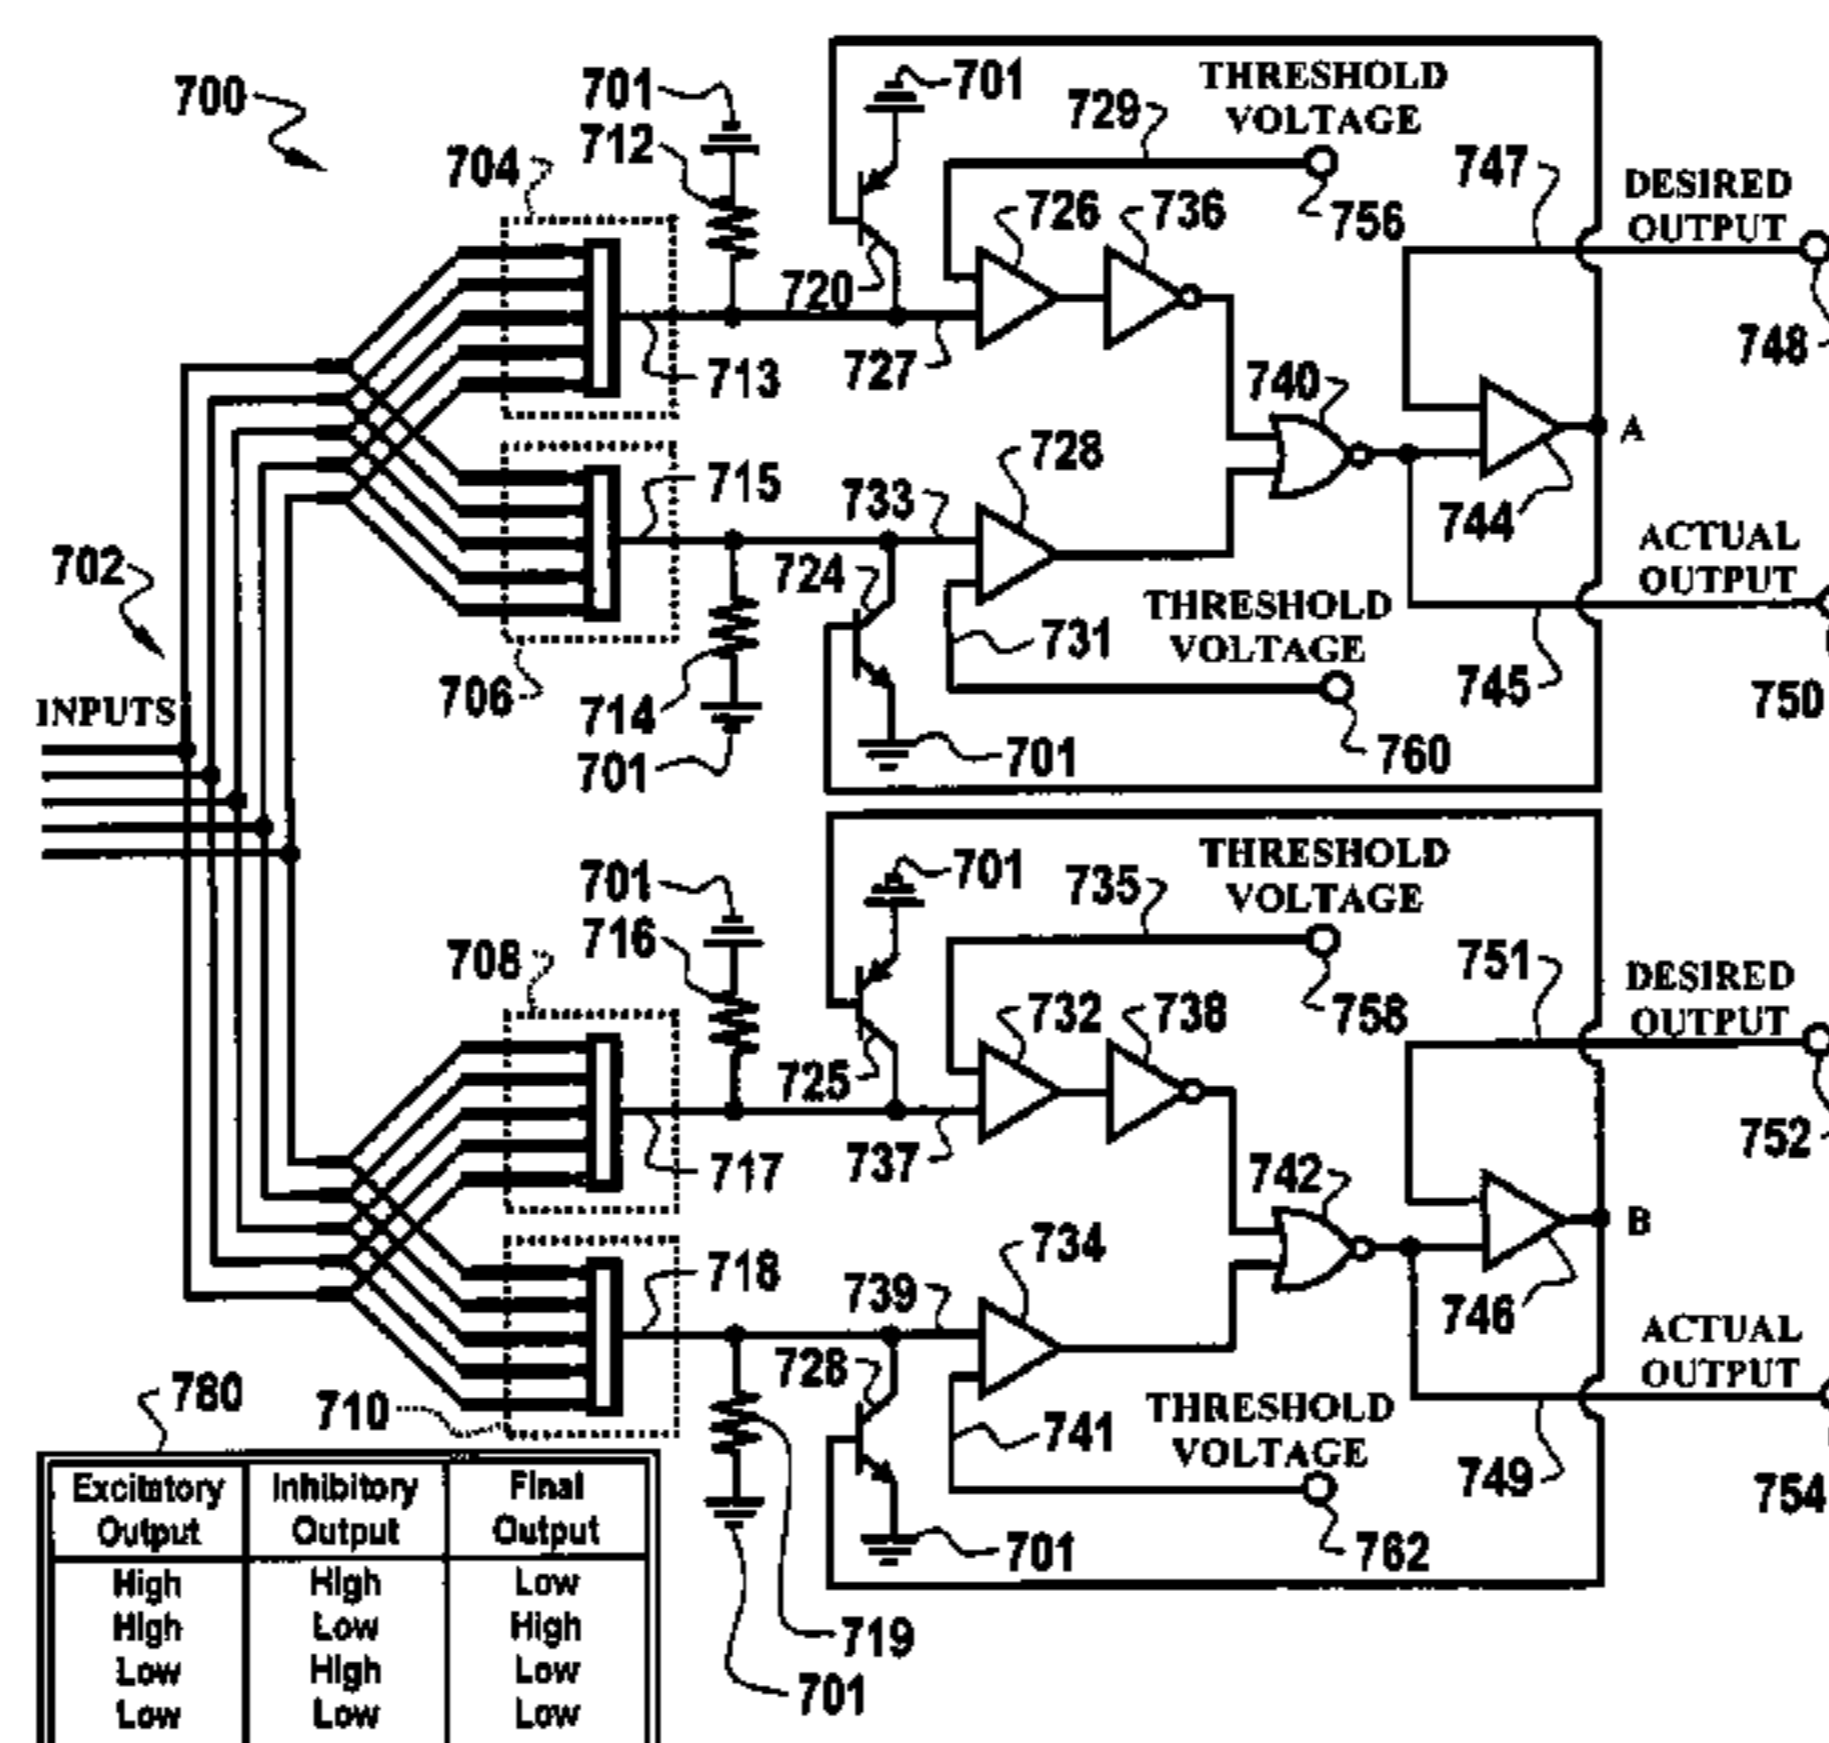 700
701
712
704
701
729
THRESHOLD
VOLTAGE
747
DESIRED
OUTPUT
726
736
756
720
748
713
727
740
A
715
733
728
744
702
724
ACTUAL
OUTPUT
THRESHOLD
VOLTAGE
731
745
706
714
750
INPUTS
701
701
760
701
716
708
701
735
THRESHOLD
VOLTAGE
751
DESIRED
OUTPUT
732
738
758
725
752
717
737
742
B
718
739
734
746
728
ACTUAL
OUTPUT
780
710
741
THRESHOLD
VOLTAGE
749
754
701
762
719
701
Excitatory Output Inhibitory Output Final Output
High High Low
High Low High
Low High Low
Low Low Low